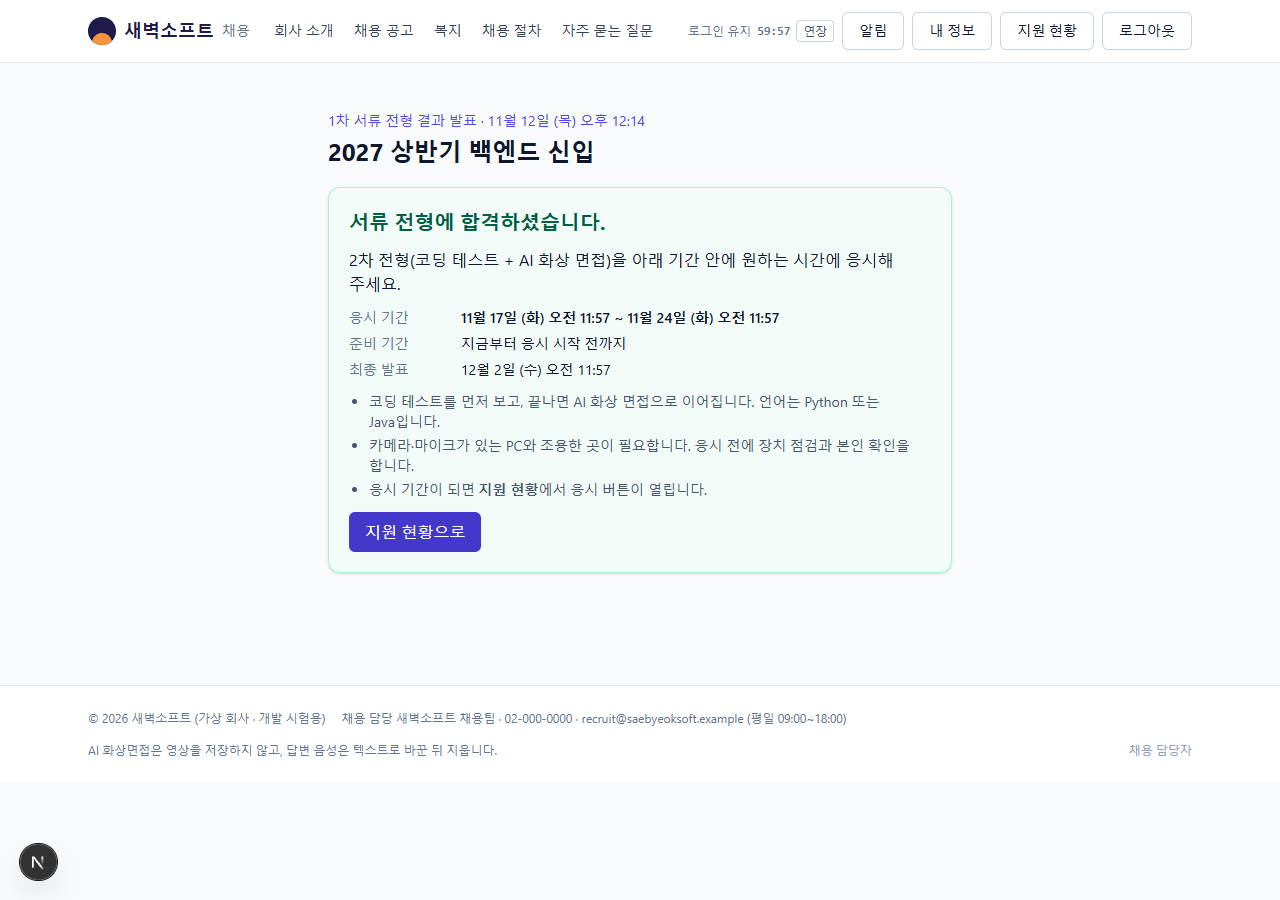 새벽소프트 채용 회사 소개 채용 공고 복지 채용 절차 자주 묻는 질문 로그인 유지 59:57 연장 알림 내 정보 지원 현황 로그아웃
1차 서류 전형 결과 발표 · 11월 12일 (목) 오후 12:14
2027 상반기 백엔드 신입
서류 전형에 합격하셨습니다.
2차 전형(코딩 테스트 + AI 화상 면접)을 아래 기간 안에 원하는 시간에 응시해
주세요.
응시 기간 11월 17일 (화) 오전 11:57 ~ 11월 24일 (화) 오전 11:57
준비 기간 지금부터 응시 시작 전까지
최종 발표 12월 2일 (수) 오전 11:57
• 코딩 테스트를 먼저 보고, 끝나면 AI 화상 면접으로 이어집니다. 언어는 Python 또는
Java입니다.
• 카메라·마이크가 있는 PC와 조용한 곳이 필요합니다. 응시 전에 장치 점검과 본인 확인을
합니다.
• 응시 기간이 되면 지원 현황에서 응시 버튼이 열립니다.
지원 현황으로
© 2026 새벽소프트 (가상 회사 · 개발 시험용) 채용 담당 새벽소프트 채용팀 · 02-000-0000 · recruit@saebyeoksoft.example (평일 09:00~18:00)
AI 화상면접은 영상을 저장하지 않고, 답변 음성은 텍스트로 바꾼 뒤 지웁니다. 채용 담당자
N